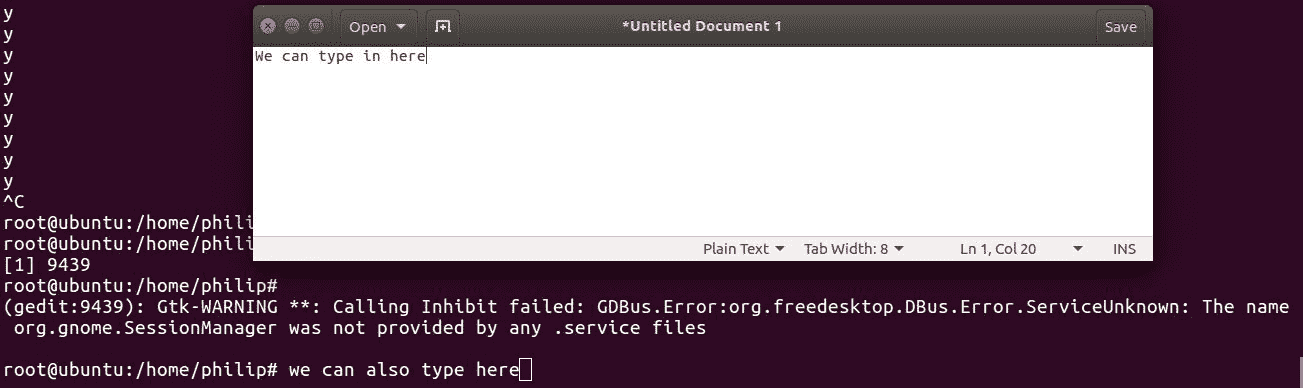 y
y
y
y
y
y
y
y
y
^C
root@ubuntu:/home/phili
root@ubuntu:/home/phili
[1] 9439
root@ubuntu:/home/philip#
(gedit:9439): Gtk-WARNING **: Calling Inhibit failed: GDBus.Error:org.freedesktop.DBus.Error.ServiceUnknown: The name
org.gnome.SessionManager was not provided by any .service files
root@ubuntu:/home/philip# we can also type here
Open *Untitled Document 1 Save
We can type in here
Plain Text Tab Width: 8 Ln 1, Col 20 INS